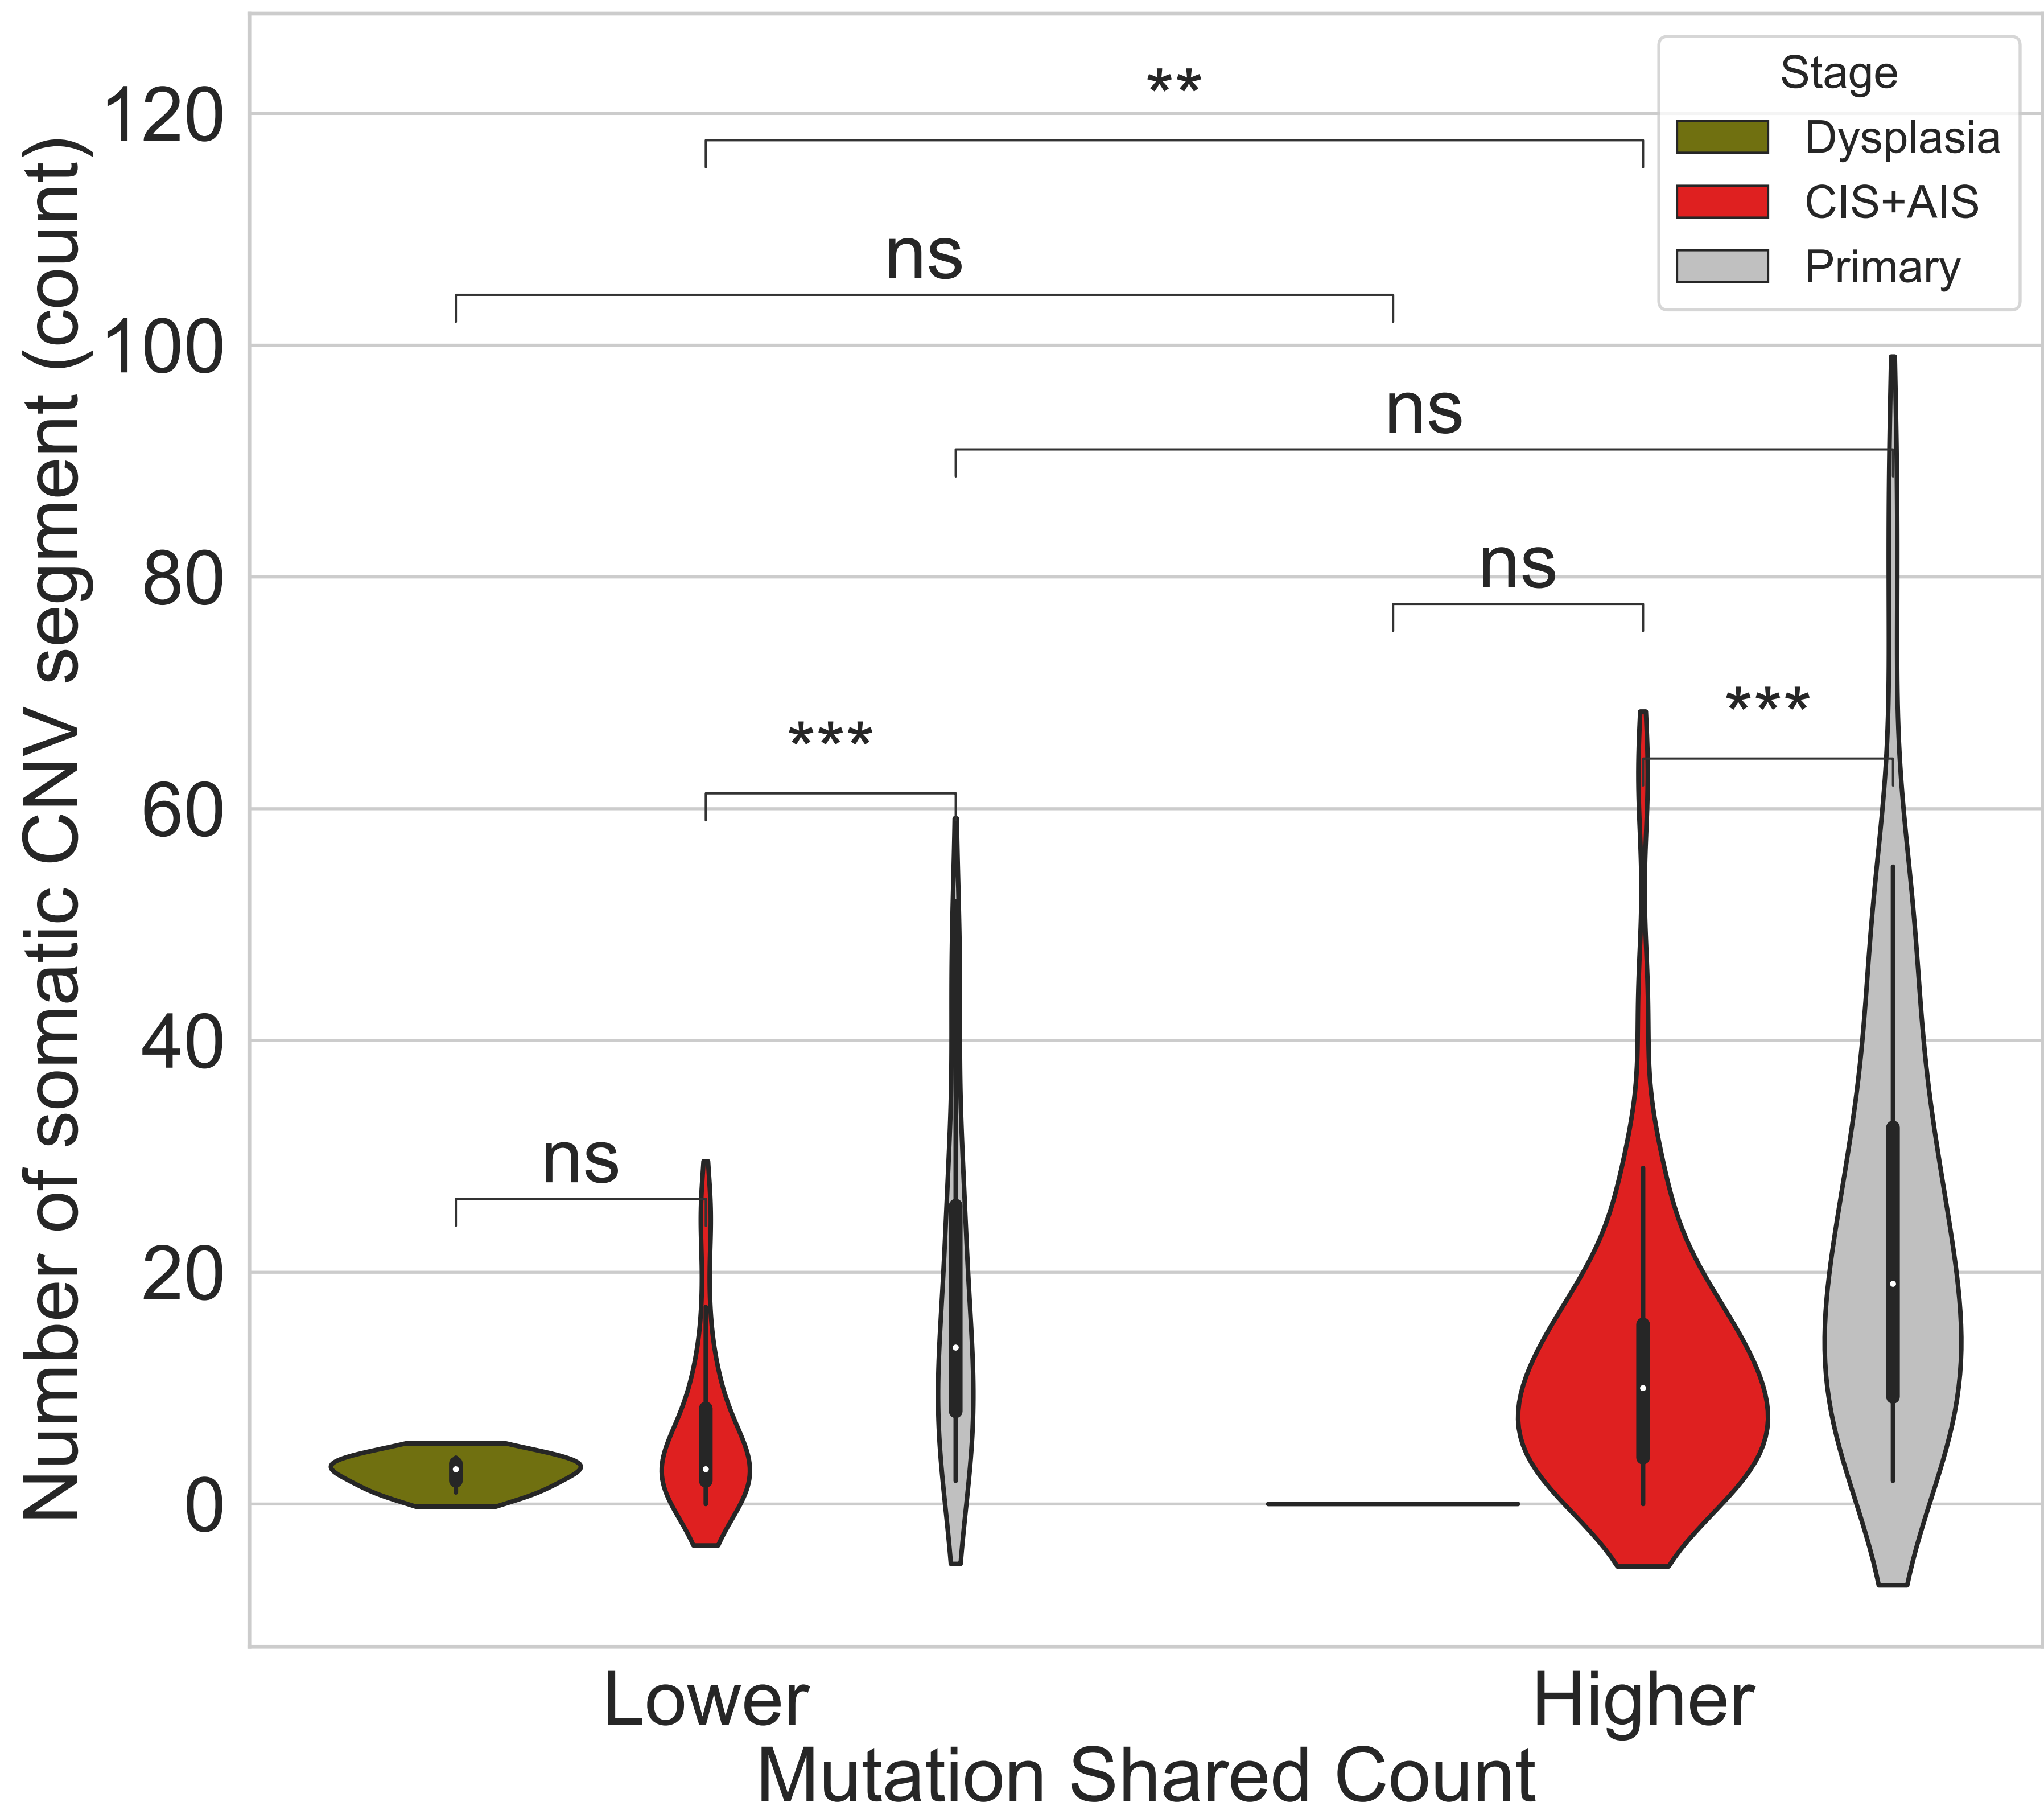 Number of somatic CNV segment (count)
120
100
80
60
40
20
0
**
ns
ns
ns
***
***
ns
Stage
Dysplasia
CIS+AIS
Primary
Lower
Higher
Mutation Shared Count